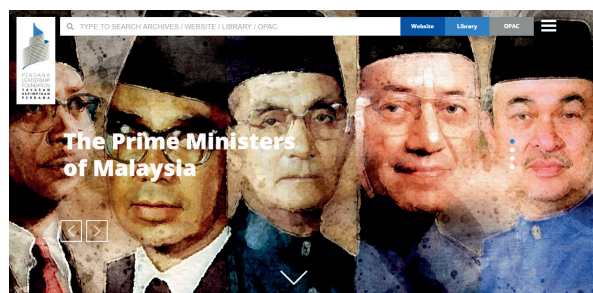 TYPE TO SEARCH ARCHIVES / WEBSITE / LIBRARY / OPAC
Website
Library
OPAC
PERDANA
LEADERSHIP
FOUNDATION
YAYASAN
KEPIMPINAN
PERDANA
The Prime Ministers
of Malaysia